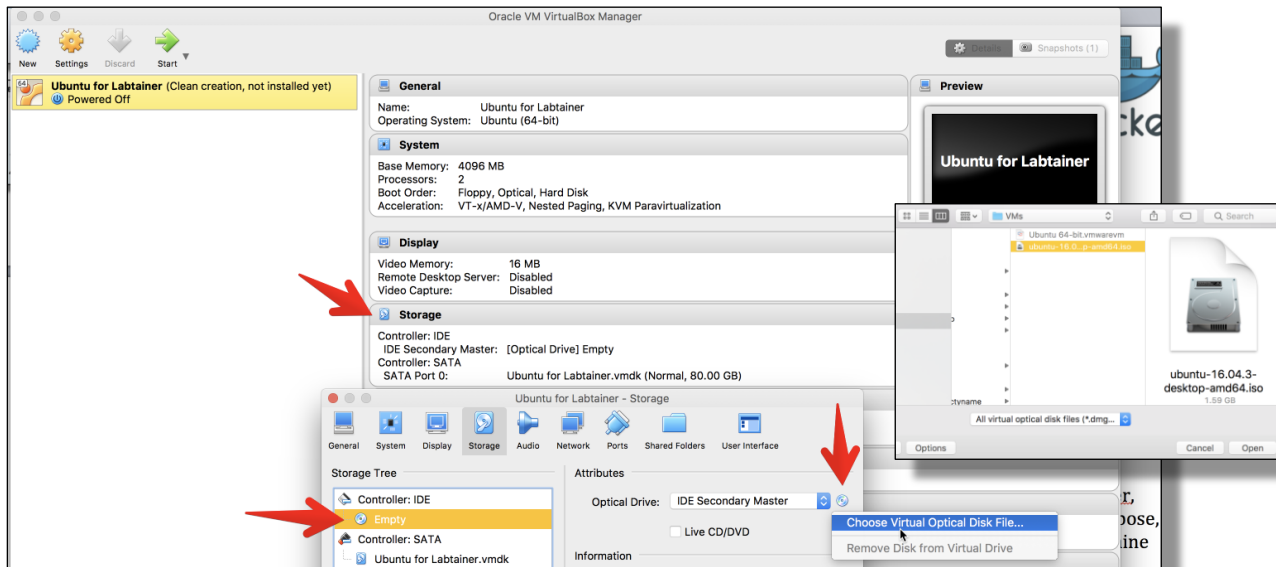 Oracle VM VirtualBox Manager
New Settings Discard Start
Details Snapshots (1)
64
Ubuntu for Labtainer (Clean creation, not installed yet)
Powered Off
General
Name: Ubuntu for Labtainer
Operating System: Ubuntu (64-bit)
System
Base Memory: 4096 MB
Processors: 2
Boot Order: Floppy, Optical, Hard Disk
Acceleration: VT-x/AMD-V, Nested Paging, KVM Paravirtualization
Display
Video Memory: 16 MB
Remote Desktop Server: Disabled
Video Capture: Disabled
Storage
Controller: IDE
IDE Secondary Master: [Optical Drive] Empty
Controller: SATA
SATA Port 0: Ubuntu for Labtainer.vmdk (Normal, 80.00 GB)
Preview
Ubuntu for Labtainer
cke
VMs
Search
Ubuntu 64-bit.vmwarevm
ubuntu-16.0...p-amd64.iso
ctyname
ubuntu-16.04.3-
desktop-amd64.iso
1.59 GB
All virtual optical disk files (*.dmg...
Options Cancel Open
Ubuntu for Labtainer - Storage
General System Display Storage Audio Network Ports Shared Folders User Interface
Storage Tree
Controller: IDE
Empty
Controller: SATA
Ubuntu for Labtainer.vmdk
Attributes
Optical Drive: IDE Secondary Master
Live CD/DVD
Information
Choose Virtual Optical Disk File...
Remove Disk from Virtual Drive
r,
pose,
ine